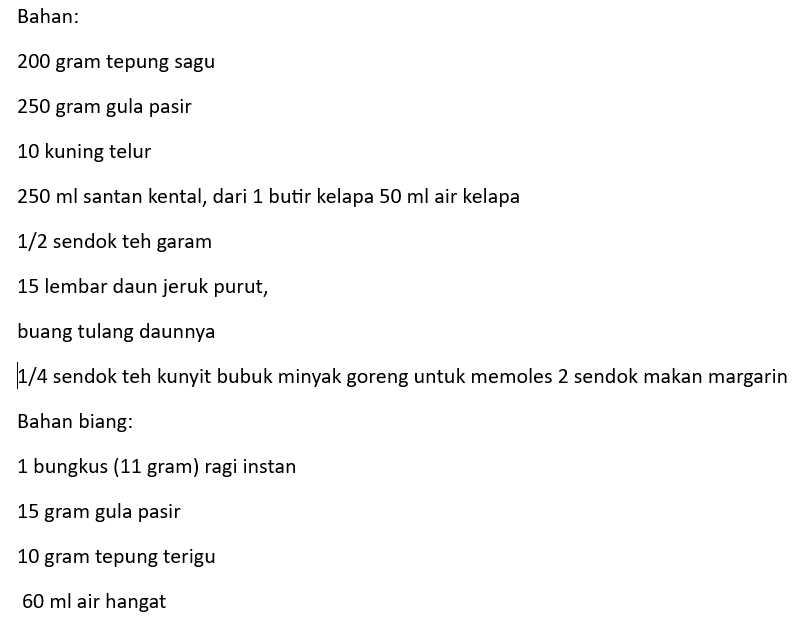 Bahan:
200 gram tepung sagu
250 gram gula pasir
10 kuning telur
250 ml santan kental, dari 1 butir kelapa 50 ml air kelapa
1/2 sendok teh garam
15 lembar daun jeruk purut,
buang tulang daunnya
1/4 sendok teh kunyit bubuk minyak goreng untuk memoles 2 sendok makan margarin
Bahan biang:
1 bungkus (11 gram) ragi instan
15 gram gula pasir
10 gram tepung terigu
60 ml air hangat